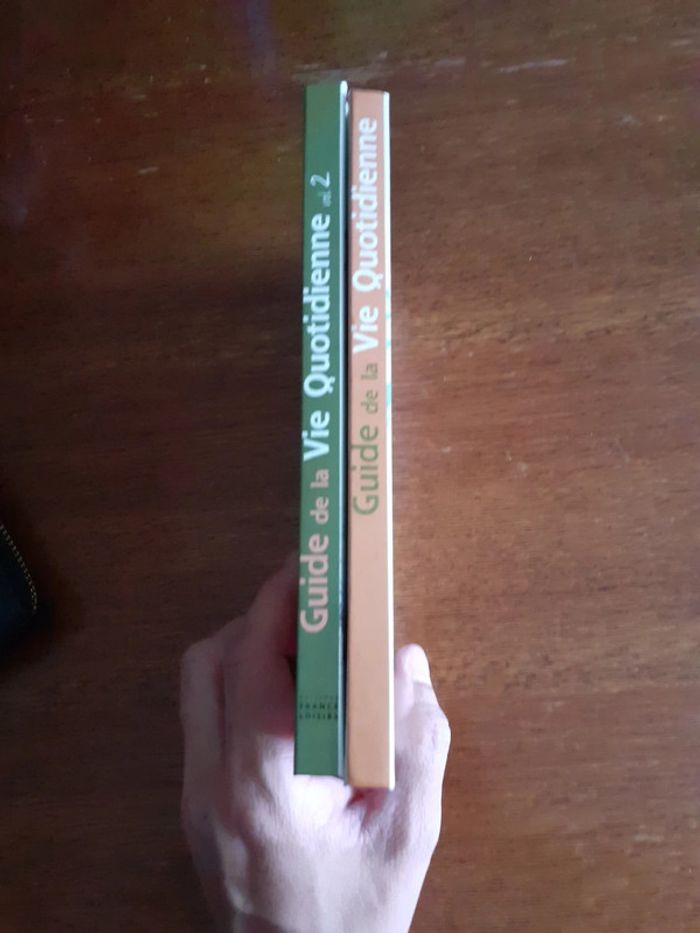 Guide de la Vie Quotidienne vol. 2
FRANCE
LOISIRS
Guide de la Vie Quotidienne